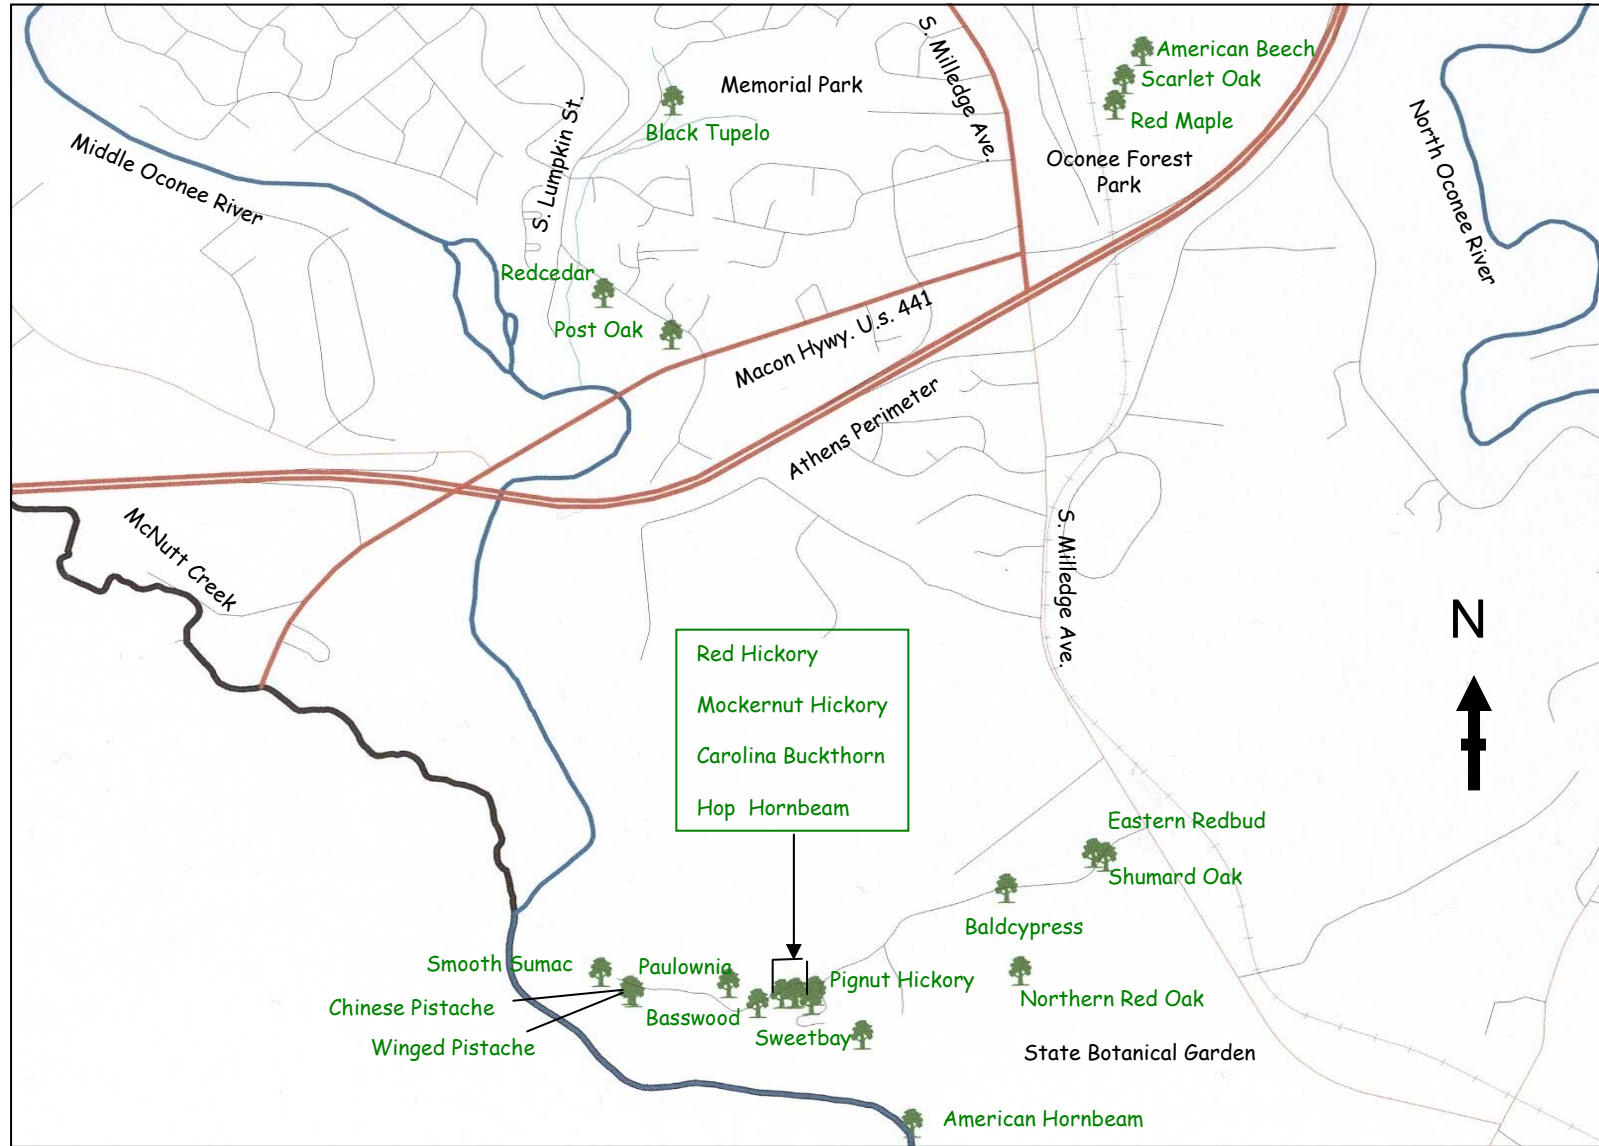 American Beech
Scarlet Oak
Red Maple
Oconee Forest
Park
S. Milledge Ave.
Memorial Park
Black Tupelo
S. Lumpkin St.
Middle Oconee River
North Oconee River
Redcedar
Post Oak
Macon Hywy. U.s. 441
Athens Perimeter
McNutt Creek
S. Milledge Ave.
N
Red Hickory
Mockernut Hickory
Carolina Buckthorn
Hop Hornbeam
Eastern Redbud
Shumard Oak
Baldcypress
Smooth Sumac
Paulownia
Pignut Hickory
Chinese Pistache
Basswood
Northern Red Oak
Winged Pistache
Sweetbay
State Botanical Garden
American Hornbeam